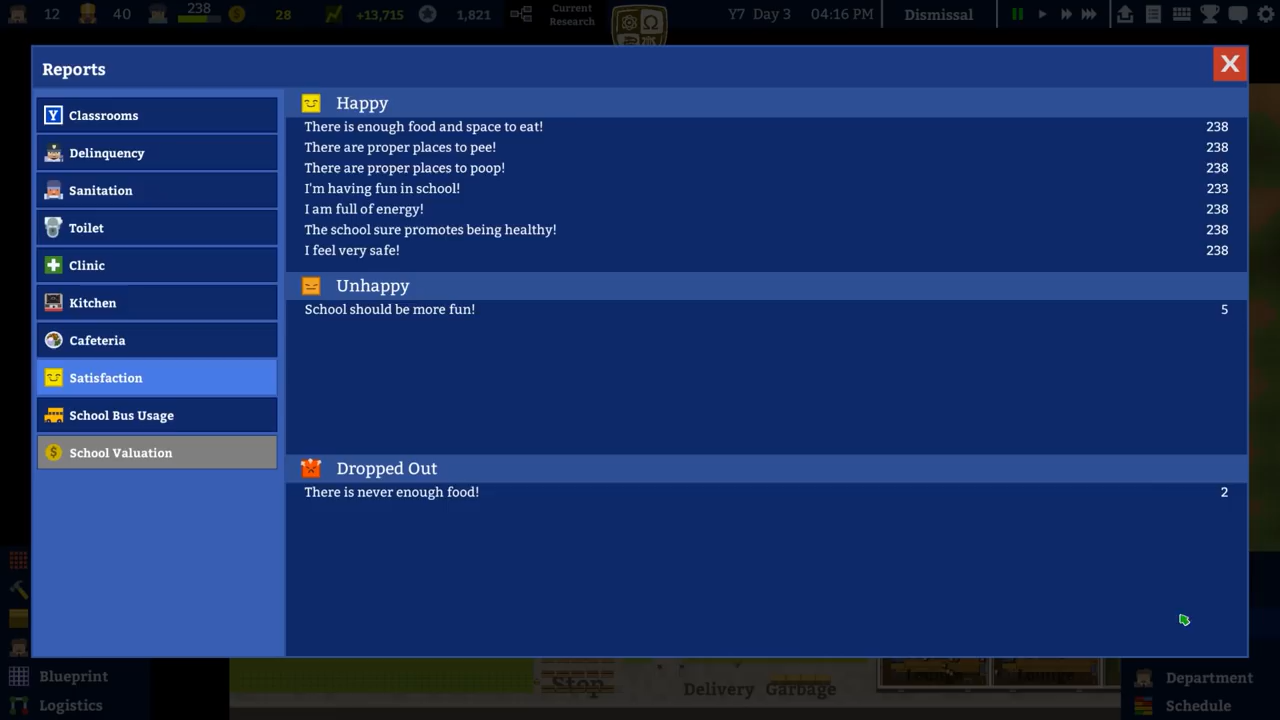 12 40 238 28 +13,715 1,821 Current Research Y7 Day 3 04:16 PM Dismissal
Reports X
Classrooms
Delinquency
Sanitation
Toilet
Clinic
Kitchen
Cafeteria
Satisfaction
School Bus Usage
School Valuation
Happy
There is enough food and space to eat! 238
There are proper places to pee! 238
There are proper places to poop! 238
I'm having fun in school! 233
I am full of energy! 238
The school sure promotes being healthy! 238
I feel very safe! 238
Unhappy
School should be more fun! 5
Dropped Out
There is never enough food! 2
Blueprint
Logistics
Stop
Delivery Garbage
Department
Schedule